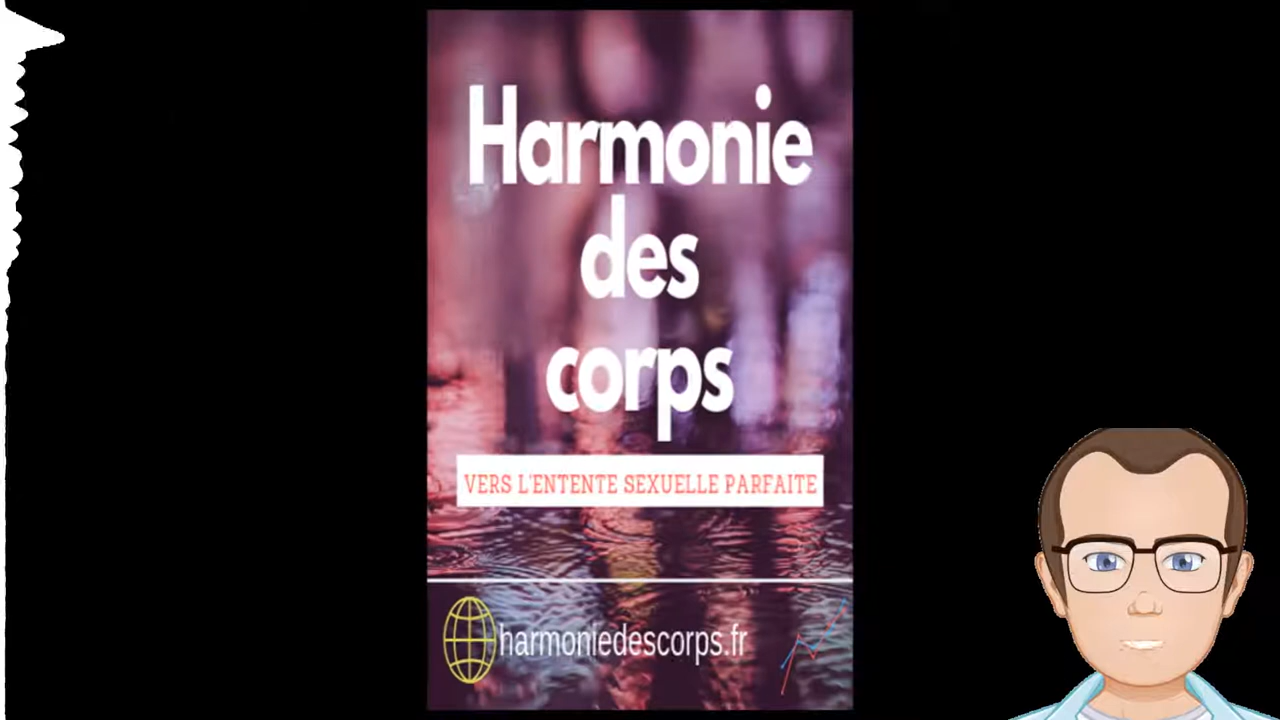 Harmonie
des
corps
VERS L'ENTENTE SEXUELLE PARFAITE
harmoniedescorps.fr